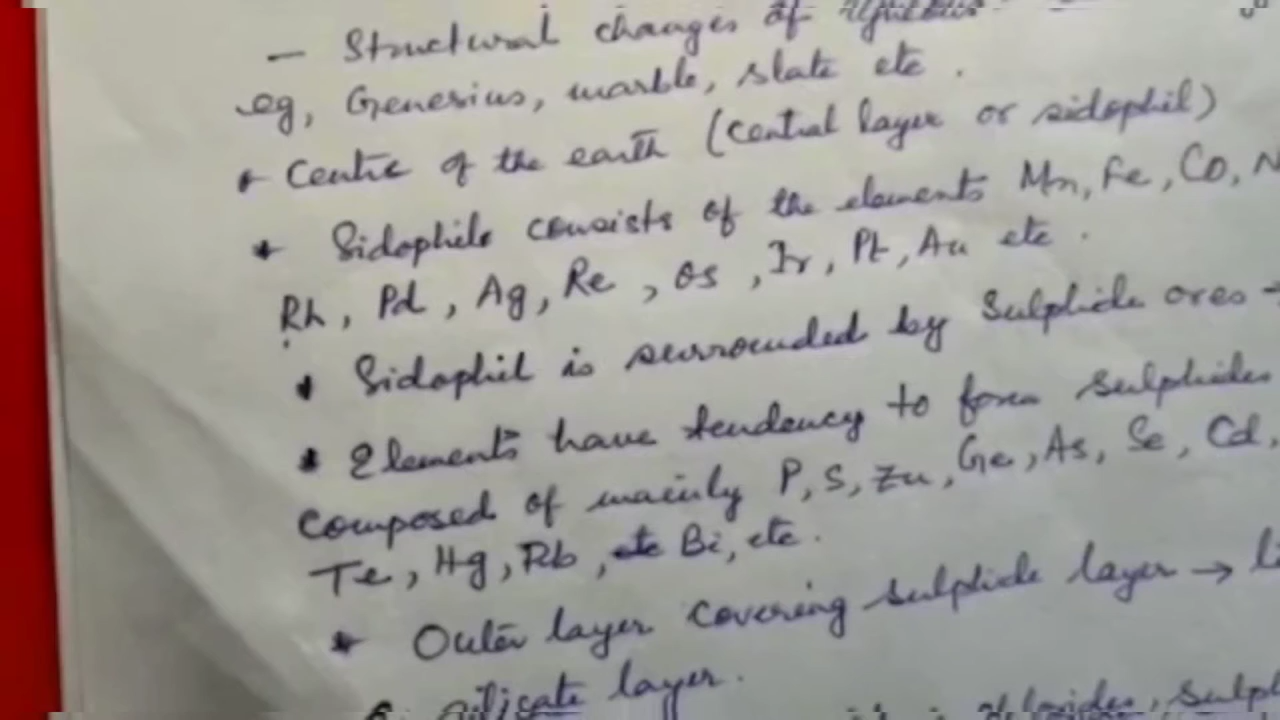 - Structural changes of igneous
eg, Genesius, marble, slate etc.
* Centre of the earth (Central layer or sidophil)
* Sidophile consists of the elements Mn, Fe, Co, N
Rh, Pd, Ag, Re, Os, Ir, Pt, Au etc.
* Sidophil is surrounded by Sulphide ores
* Elements have tendency to form sulphides
composed of mainly P, S, Zn, Ge, As, Se, Cd,
Te, Hg, Pb, etc Bi, etc.
* Outer layer covering sulphide layer → li
silicate layer.